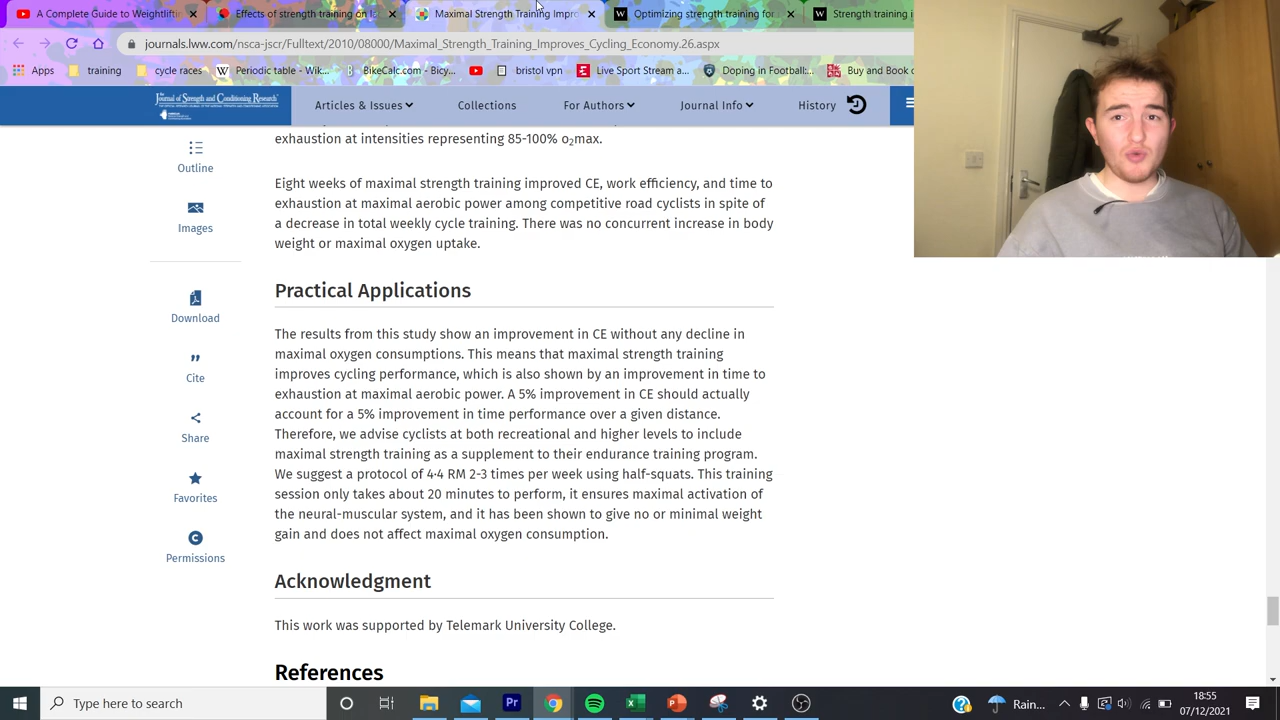 A Complete Guide to Weightlift
Effects of strength training on le
Maximal Strength Training Impro
Optimizing strength training for
Strength training i
journals.lww.com/nsca-jscr/Fulltext/2010/08000/Maximal_Strength_Training_Improves_Cycling_Economy.26.aspx
Apps
training
cycle races
Periodic table - Wik...
BikeCalc.com - Bicy...
bristol vpn
Live Sport Stream a...
Doping in Football:...
Buy and Book c
Journal of Strength and Conditioning Research
Articles & Issues
Collections
For Authors
Journal Info
History
exhaustion at intensities representing 85-100% o2max.
Outline
Images
Download
Cite
Share
Favorites
Permissions
Eight weeks of maximal strength training improved CE, work efficiency, and time to
exhaustion at maximal aerobic power among competitive road cyclists in spite of
a decrease in total weekly cycle training. There was no concurrent increase in body
weight or maximal oxygen uptake.
Practical Applications
The results from this study show an improvement in CE without any decline in
maximal oxygen consumptions. This means that maximal strength training
improves cycling performance, which is also shown by an improvement in time to
exhaustion at maximal aerobic power. A 5% improvement in CE should actually
account for a 5% improvement in time performance over a given distance.
Therefore, we advise cyclists at both recreational and higher levels to include
maximal strength training as a supplement to their endurance training program.
We suggest a protocol of 4·4 RM 2-3 times per week using half-squats. This training
session only takes about 20 minutes to perform, it ensures maximal activation of
the neural-muscular system, and it has been shown to give no or minimal weight
gain and does not affect maximal oxygen consumption.
Acknowledgment
This work was supported by Telemark University College.
References
Type here to search
Rain...
18:55
07/12/2021